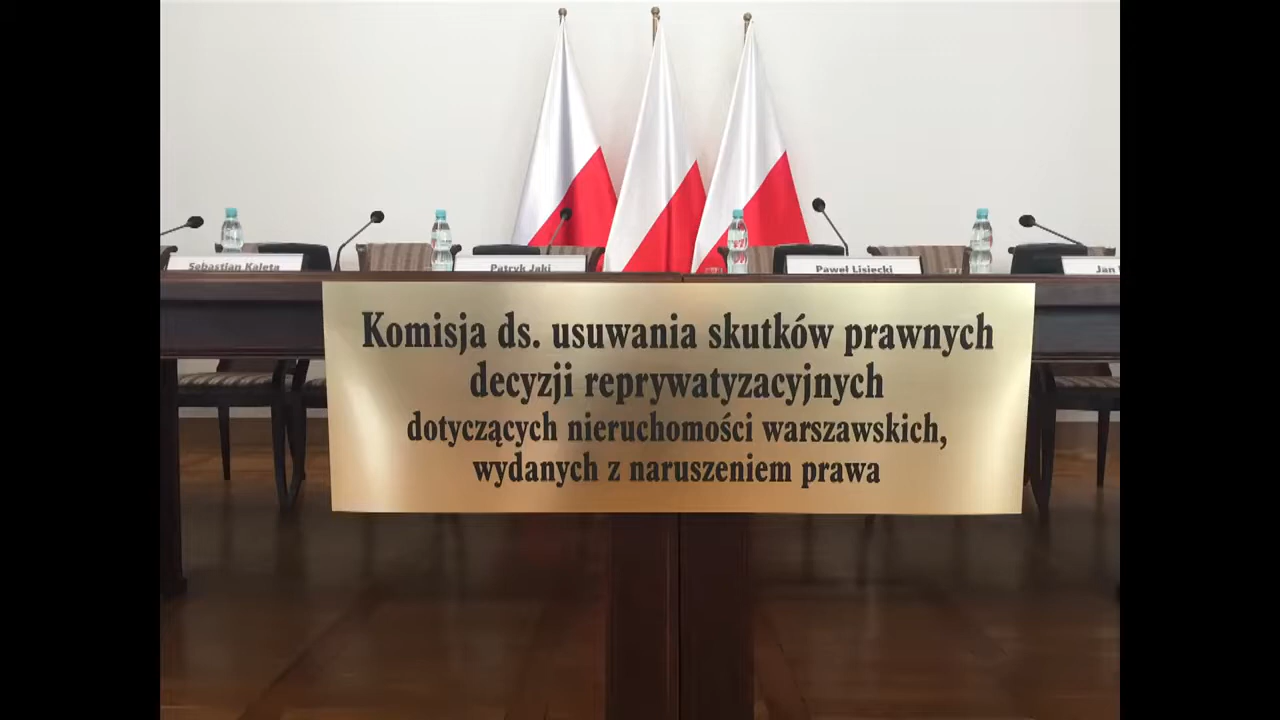 Sebastian Kaleta
Patryk Jaki
Paweł Lisiecki
Jan
Komisja ds. usuwania skutków prawnych
decyzji reprywatyzacyjnych
dotyczących nieruchomości warszawskich,
wydanych z naruszeniem prawa